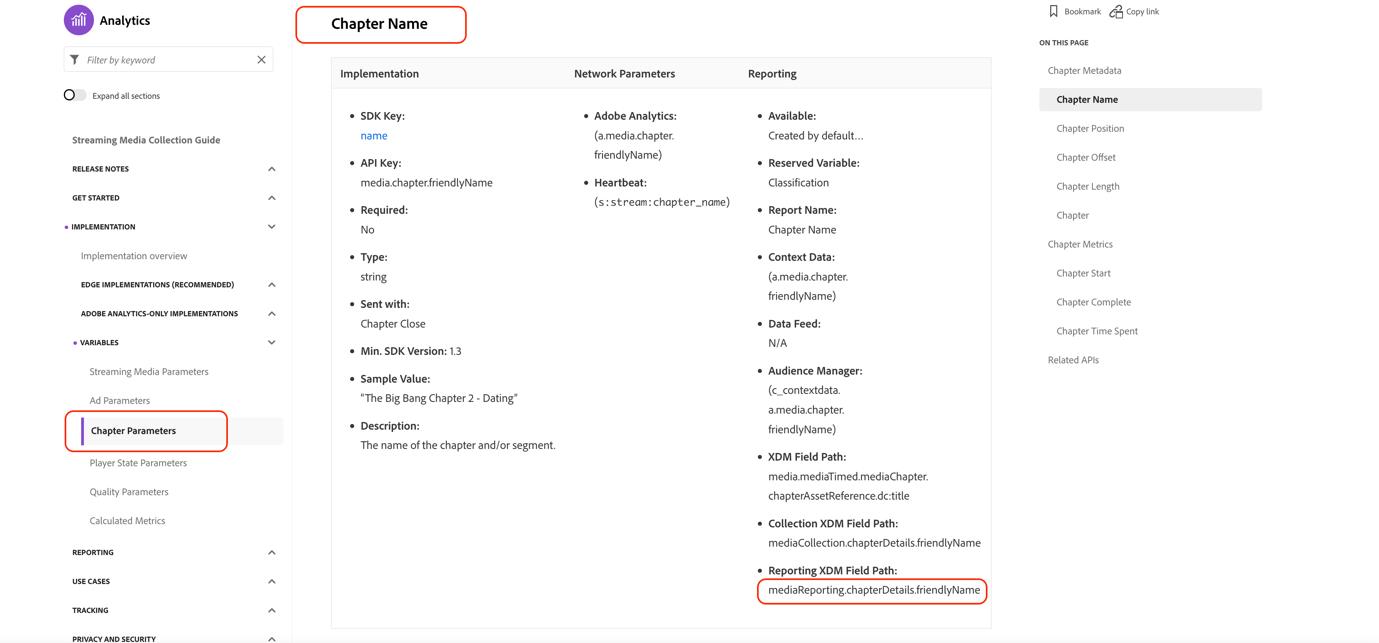 Analytics
Filter by keyword
Expand all sections
Streaming Media Collection Guide
RELEASE NOTES
GET STARTED
IMPLEMENTATION
Implementation overview
EDGE IMPLEMENTATIONS (RECOMMENDED)
ADOBE ANALYTICS-ONLY IMPLEMENTATIONS
VARIABLES
Streaming Media Parameters
Ad Parameters
Chapter Parameters
Player State Parameters
Quality Parameters
Calculated Metrics
REPORTING
USE CASES
TRACKING
PRIVACY AND SECURITY
Chapter Name
Implementation
SDK Key:
name
API Key:
media.chapter.friendlyName
Required:
No
Type:
string
Sent with:
Chapter Close
Min. SDK Version: 1.3
Sample Value:
“The Big Bang Chapter 2 - Dating”
Description:
The name of the chapter and/or segment.
Network Parameters
Adobe Analytics:
(a.media.chapter.
friendlyName)
Heartbeat:
(s:stream:chapter_name)
Reporting
Available:
Created by default…
Reserved Variable:
Classification
Report Name:
Chapter Name
Context Data:
(a.media.chapter.
friendlyName)
Data Feed:
N/A
Audience Manager:
(c_contextdata.
a.media.chapter.
friendlyName)
XDM Field Path:
media.mediaTimed.mediaChapter.
chapterAssetReference.dc:title
Collection XDM Field Path:
mediaCollection.chapterDetails.friendlyName
Reporting XDM Field Path:
mediaReporting.chapterDetails.friendlyName
Bookmark Copy link
ON THIS PAGE
Chapter Metadata
Chapter Name
Chapter Position
Chapter Offset
Chapter Length
Chapter
Chapter Metrics
Chapter Start
Chapter Complete
Chapter Time Spent
Related APIs